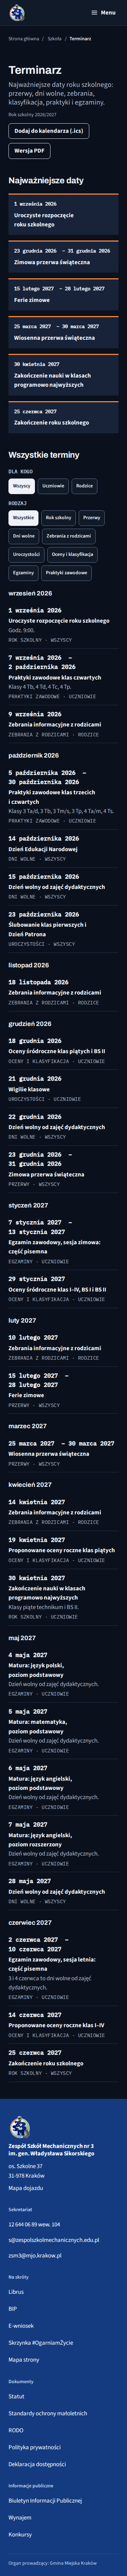 Menu
Strona główna / Szkoła / Terminarz
Terminarz
Najważniejsze daty roku szkolnego:
przerwy, dni wolne, zebrania,
klasyfikacja, praktyki i egzaminy.
Rok szkolny 2026/2027
Dodaj do kalendarza (.ics)
Wersja PDF
Najważniejsze daty
1 września 2026
Uroczyste rozpoczęcie
roku szkolnego
23 grudnia 2026 – 31 grudnia 2026
Zimowa przerwa świąteczna
15 lutego 2027 – 28 lutego 2027
Ferie zimowe
25 marca 2027 – 30 marca 2027
Wiosenna przerwa świąteczna
30 kwietnia 2027
Zakończenie nauki w klasach
programowo najwyższych
25 czerwca 2027
Zakończenie roku szkolnego
Wszystkie terminy
DLA KOGO
Wszyscy Uczniowie Rodzice
RODZAJ
Wszystkie Rok szkolny Przerwy
Dni wolne Zebrania z rodzicami
Uroczystości Oceny i klasyfikacja
Egzaminy Praktyki zawodowe
wrzesień 2026
1 września 2026
Uroczyste rozpoczęcie roku szkolnego
Godz. 9:00.
ROK SZKOLNY · WSZYSCY
7 września 2026 –
2 października 2026
Praktyki zawodowe klas czwartych
Klasy 4 Tb, 4 Td, 4 Tc, 4 Tp.
PRAKTYKI ZAWODOWE · UCZNIOWIE
9 września 2026
Zebranie informacyjne z rodzicami
ZEBRANIA Z RODZICAMI · RODZICE
październik 2026
5 października 2026 –
30 października 2026
Praktyki zawodowe klas trzecich
i czwartych
Klasy 3 Ta/d, 3 Tb, 3 Tm/s, 3 Tp, 4 Ta/m, 4 Ts.
PRAKTYKI ZAWODOWE · UCZNIOWIE
14 października 2026
Dzień Edukacji Narodowej
DNI WOLNE · WSZYSCY
15 października 2026
Dzień wolny od zajęć dydaktycznych
DNI WOLNE · WSZYSCY
23 października 2026
Ślubowanie klas pierwszych i
Dzień Patrona
UROCZYSTOŚCI · WSZYSCY
listopad 2026
18 listopada 2026
Zebrania informacyjne z rodzicami
ZEBRANIA Z RODZICAMI · RODZICE
grudzień 2026
18 grudnia 2026
Oceny śródroczne klas piątych i BS II
OCENY I KLASYFIKACJA · UCZNIOWIE
21 grudnia 2026
Wigilie klasowe
UROCZYSTOŚCI · UCZNIOWIE
22 grudnia 2026
Dzień wolny od zajęć dydaktycznych
DNI WOLNE · WSZYSCY
23 grudnia 2026 –
31 grudnia 2026
Zimowa przerwa świąteczna
PRZERWY · WSZYSCY
styczeń 2027
7 stycznia 2027 –
13 stycznia 2027
Egzamin zawodowy, sesja zimowa:
część pisemna
EGZAMINY · UCZNIOWIE
29 stycznia 2027
Oceny śródroczne klas I–IV, BS I i BS II
OCENY I KLASYFIKACJA · UCZNIOWIE
luty 2027
10 lutego 2027
Zebrania informacyjne z rodzicami
ZEBRANIA Z RODZICAMI · RODZICE
15 lutego 2027 –
28 lutego 2027
Ferie zimowe
PRZERWY · WSZYSCY
marzec 2027
25 marca 2027 – 30 marca 2027
Wiosenna przerwa świąteczna
PRZERWY · WSZYSCY
kwiecień 2027
14 kwietnia 2027
Zebrania informacyjne z rodzicami
ZEBRANIA Z RODZICAMI · RODZICE
19 kwietnia 2027
Proponowane oceny roczne klas piątych
OCENY I KLASYFIKACJA · UCZNIOWIE
30 kwietnia 2027
Zakończenie nauki w klasach
programowo najwyższych
Klasy piąte technikum i BS II.
ROK SZKOLNY · UCZNIOWIE
maj 2027
4 maja 2027
Matura: język polski,
poziom podstawowy
Dzień wolny od zajęć dydaktycznych.
EGZAMINY · UCZNIOWIE
5 maja 2027
Matura: matematyka,
poziom podstawowy
Dzień wolny od zajęć dydaktycznych.
EGZAMINY · UCZNIOWIE
6 maja 2027
Matura: język angielski,
poziom podstawowy
Dzień wolny od zajęć dydaktycznych.
EGZAMINY · UCZNIOWIE
7 maja 2027
Matura: język angielski,
poziom rozszerzony
Dzień wolny od zajęć dydaktycznych.
EGZAMINY · UCZNIOWIE
28 maja 2027
Dzień wolny od zajęć dydaktycznych
DNI WOLNE · WSZYSCY
czerwiec 2027
2 czerwca 2027 –
10 czerwca 2027
Egzamin zawodowy, sesja letnia:
część pisemna
3 i 4 czerwca to dni wolne od zajęć
dydaktycznych.
EGZAMINY · UCZNIOWIE
14 czerwca 2027
Proponowane oceny roczne klas I–IV
OCENY I KLASYFIKACJA · UCZNIOWIE
25 czerwca 2027
Zakończenie roku szkolnego
ROK SZKOLNY · WSZYSCY
Zespół Szkół Mechanicznych nr 3
im. gen. Władysława Sikorskiego
os. Szkolne 37
31-978 Kraków
Mapa dojazdu
Sekretariat
12 644 06 89 wew. 104
s@zespolszkolmechanicznych.edu.pl
zsm3@mjo.krakow.pl
Na skróty
Librus
BIP
E-wniosek
Skrzynka #OgarniamŻycie
Mapa strony
Dokumenty
Statut
Standardy ochrony małoletnich
RODO
Polityka prywatności
Deklaracja dostępności
Informacje publiczne
Biuletyn Informacji Publicznej
Wynajem
Konkursy
Organ prowadzący: Gmina Miejska Kraków